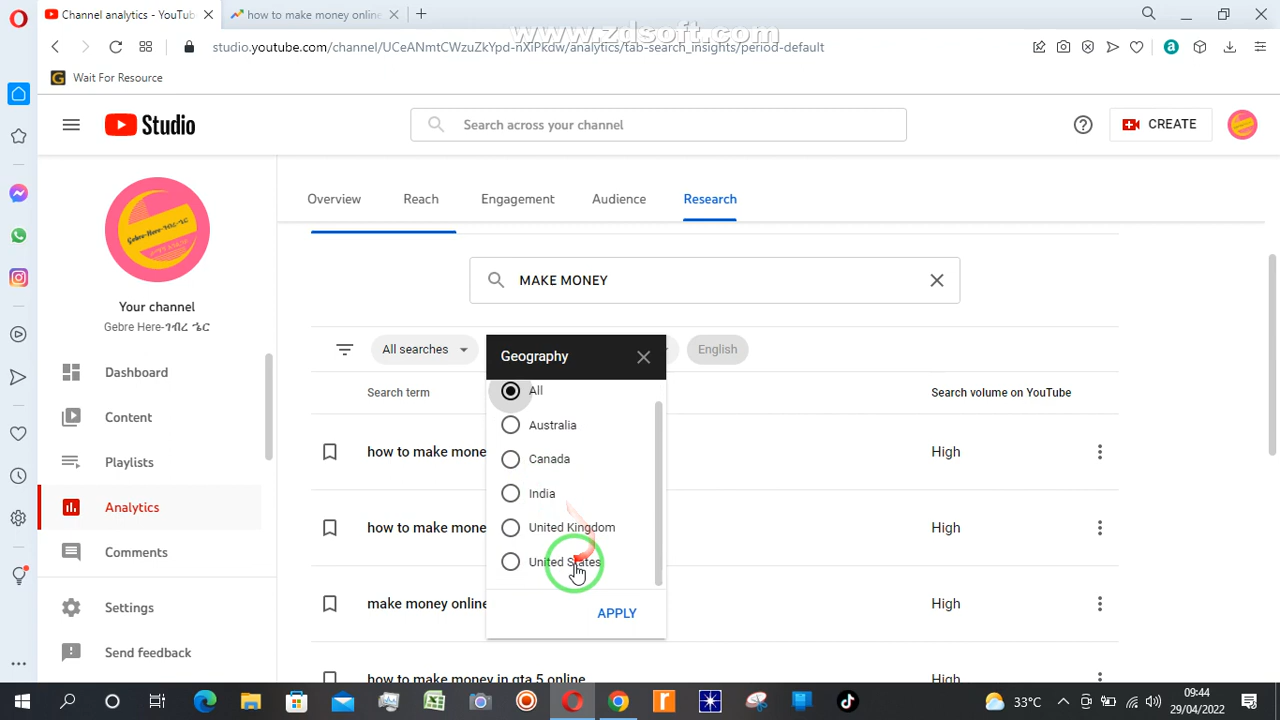 Channel analytics - YouTube
how to make money online
www.zdsoft.com
studio.youtube.com/channel/UCeANmtCWzuZkYpd-nXiPKdw/analytics/tab-search_insights/period-default
Wait For Resource
Studio
Search across your channel
CREATE
Overview
Reach
Engagement
Audience
Research
Your channel
Gebre Here-ገብረ ኄር
MAKE MONEY
All searches
Geography
English
Search term
Search volume on YouTube
All
Australia
Canada
India
United Kingdom
United States
APPLY
how to make mone
High
how to make mone
High
make money online
High
how to make money in gta 5 online
High
Dashboard
Content
Playlists
Analytics
Comments
Settings
Send feedback
33°C
09:44
29/04/2022